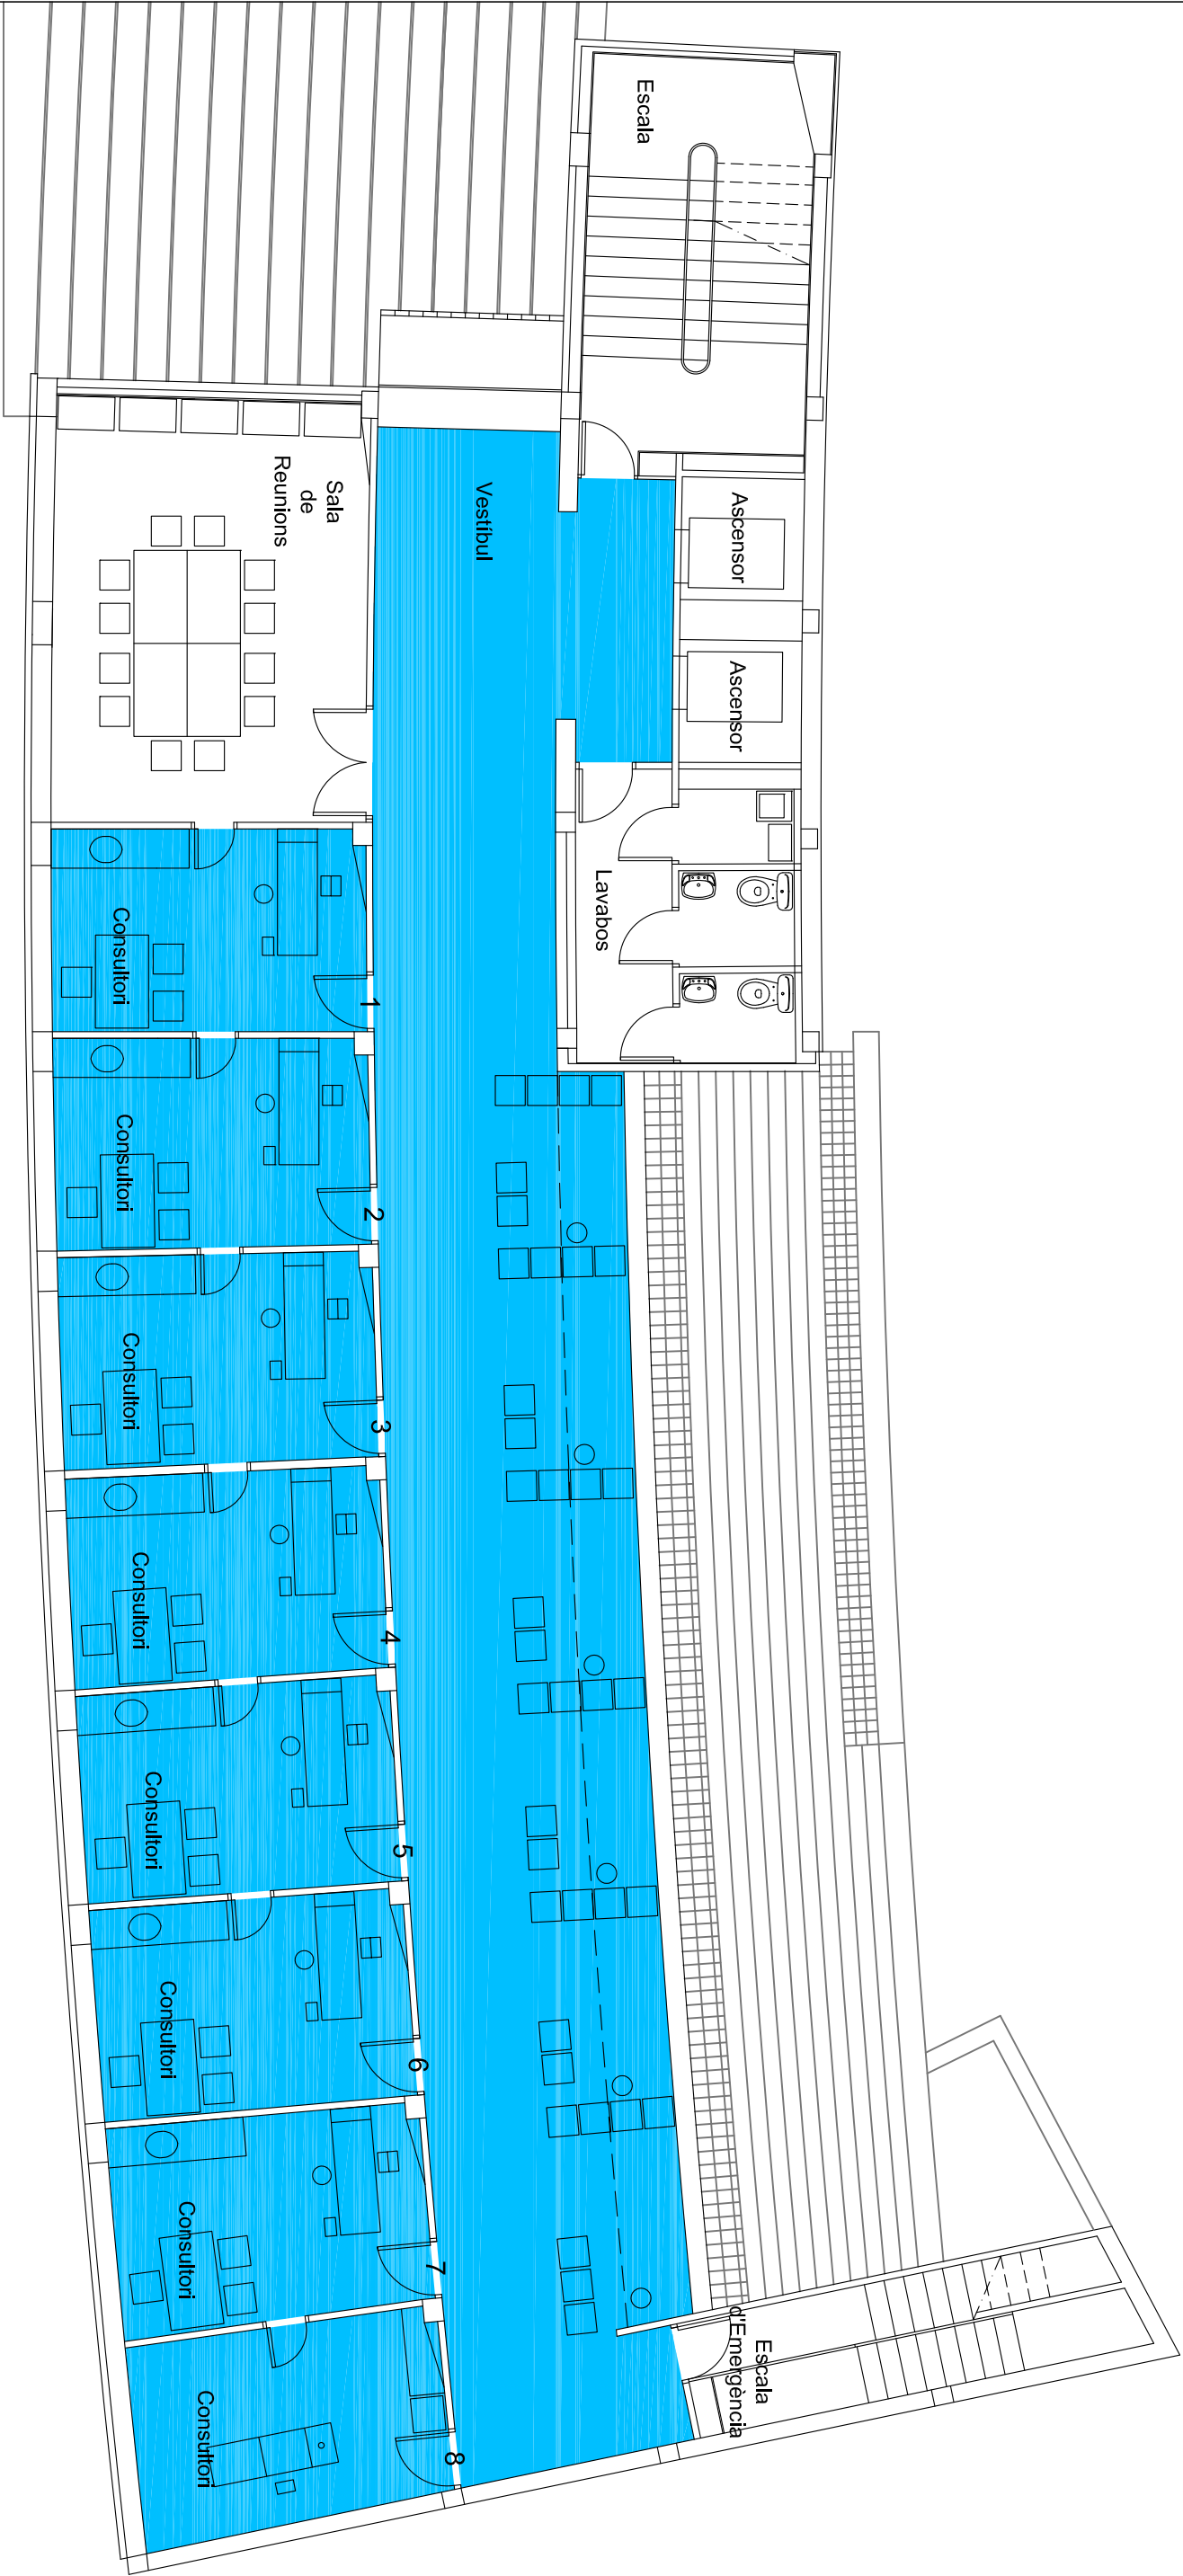 Escala
Ascensor
Ascensor
Vestíbul
Sala
de
Reunions
Lavabos
Consultori
1
Consultori
2
Consultori
3
Consultori
4
Consultori
5
Consultori
6
Consultori
7
Consultori
8
Escala
d'Emergència